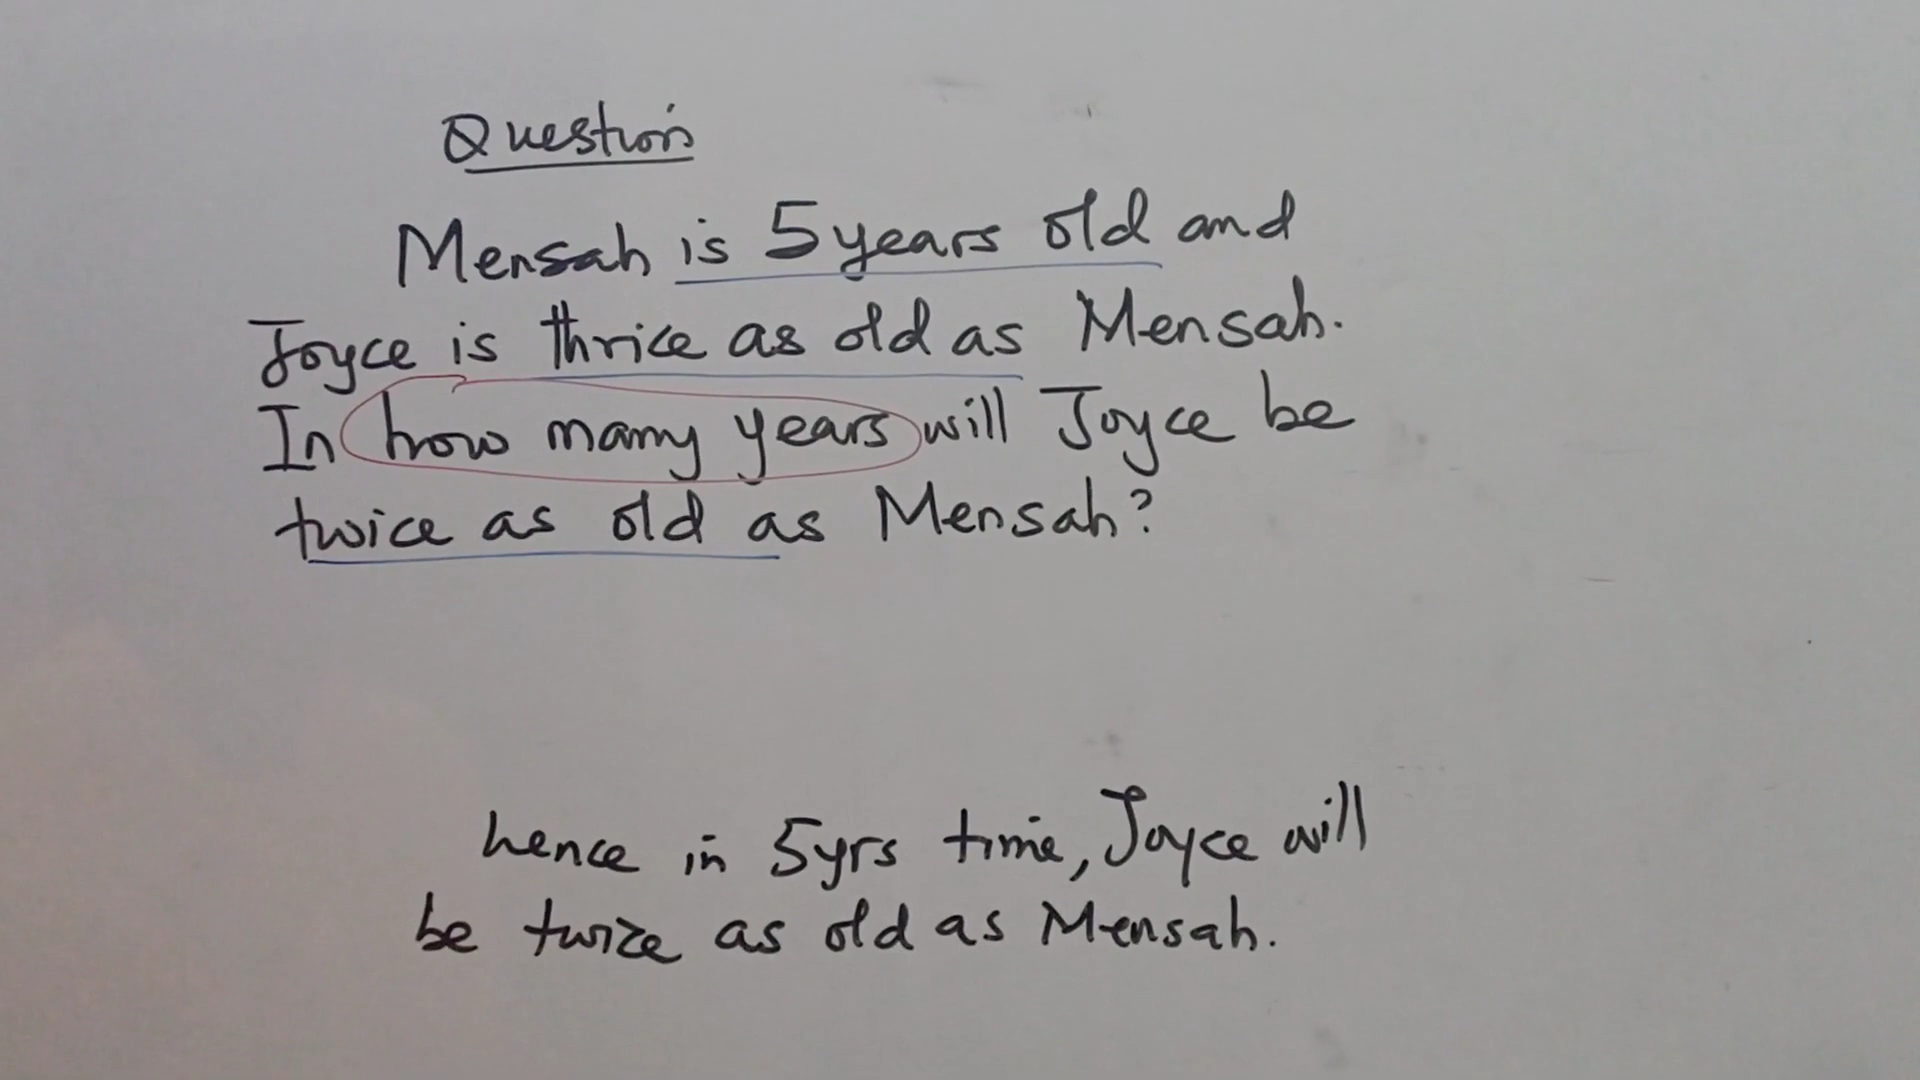 Question
Mensah is 5 years old and
Joyce is thrice as old as Mensah.
In how many years will Joyce be
twice as old as Mensah?
hence in 5yrs time, Joyce will
be twice as old as Mensah.